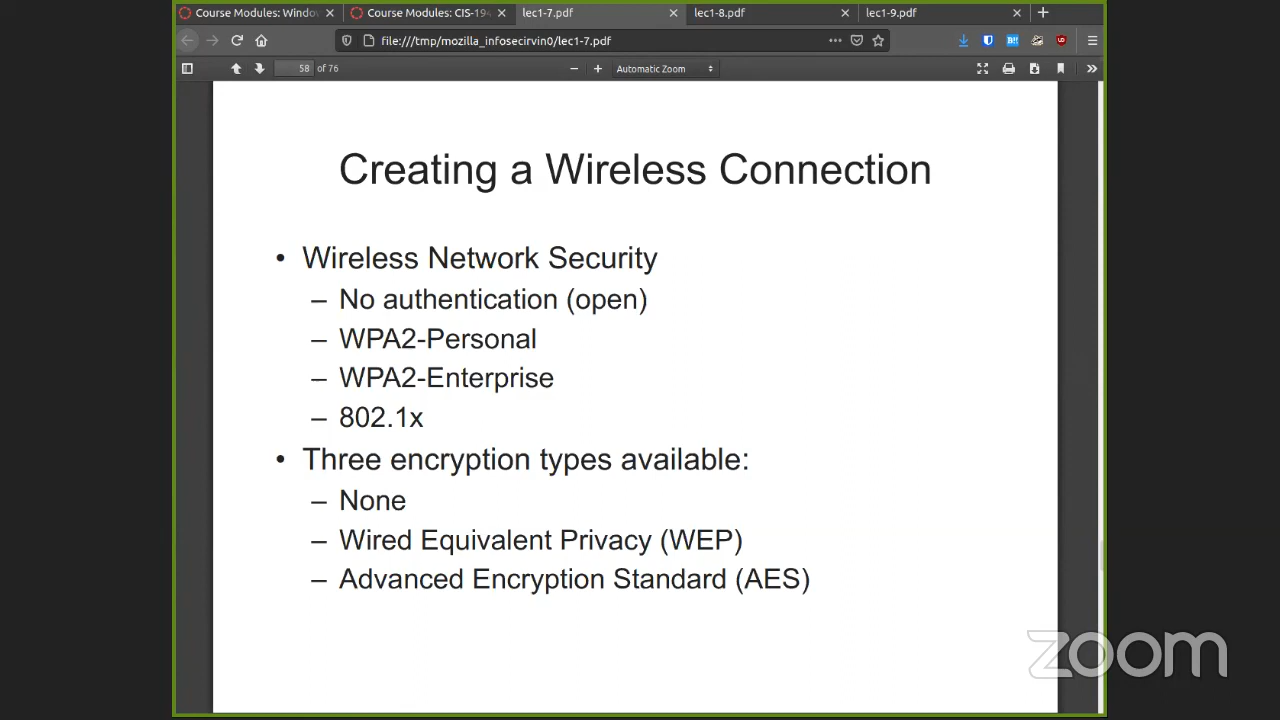 Course Modules: Windov
Course Modules: CIS-194
lec1-7.pdf
lec1-8.pdf
lec1-9.pdf
file:///tmp/mozilla_infosecirvin0/lec1-7.pdf
58 of 76
Automatic Zoom
Creating a Wireless Connection
• Wireless Network Security
– No authentication (open)
– WPA2-Personal
– WPA2-Enterprise
– 802.1x
• Three encryption types available:
– None
– Wired Equivalent Privacy (WEP)
– Advanced Encryption Standard (AES)
zoom